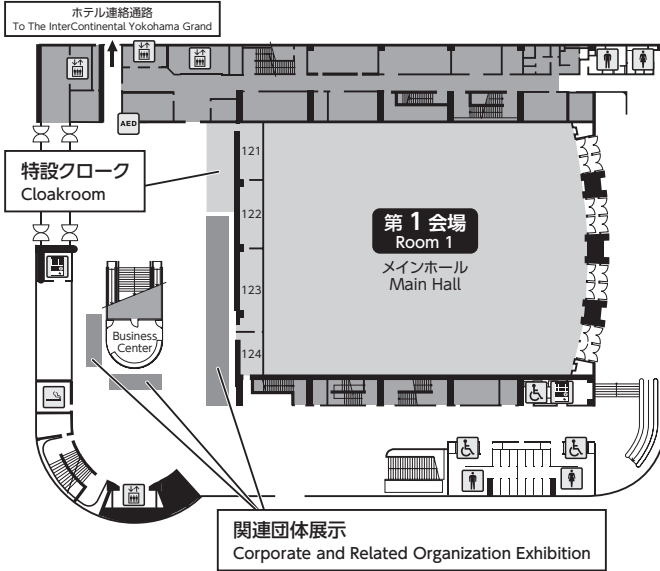 ホテル連絡通路
To The InterContinental Yokohama Grand
AED
特設クローク
Cloakroom
121
122
123
124
第1会場
Room 1
メインホール
Main Hall
Business
Center
関連団体展示
Corporate and Related Organization Exhibition